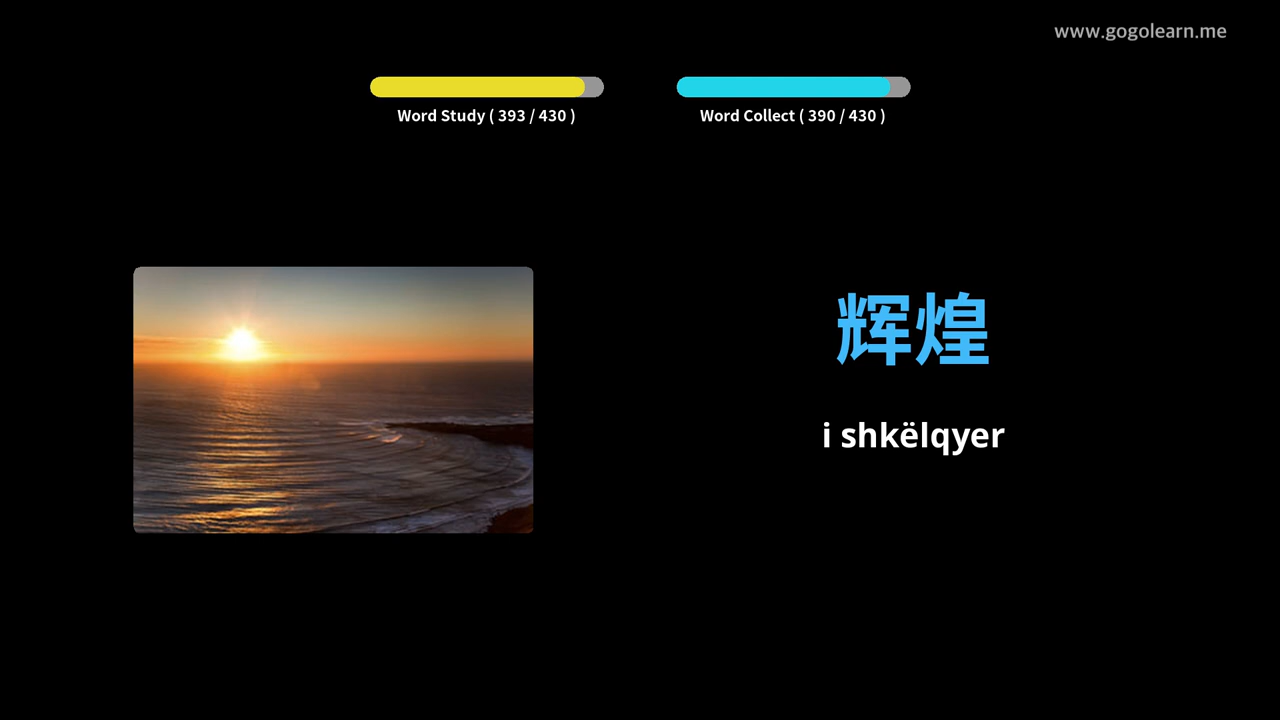 www.gogolearn.me
Word Study ( 393 / 430 )
Word Collect ( 390 / 430 )
辉煌
i shkëlqyer